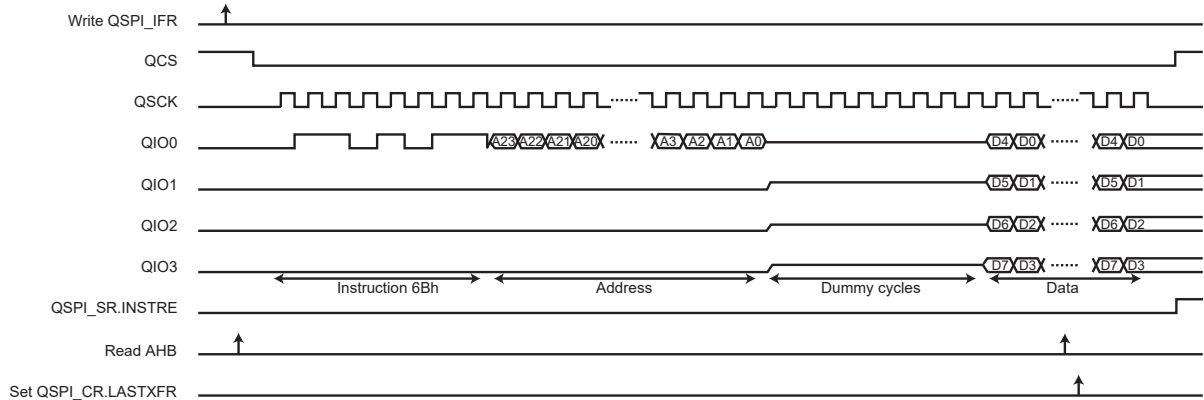 Write QSPI_IFR
QCS
QSCK
QIO0 A23 A22 A21 A20 A3 A2 A1 A0 D4 D0 D4 D0
QIO1 D5 D1 D5 D1
QIO2 D6 D2 D6 D2
QIO3 D7 D3 D7 D3
Instruction 6Bh Address Dummy cycles Data
QSPI_SR.INSTRE
Read AHB
Set QSPI_CR.LASTXFR